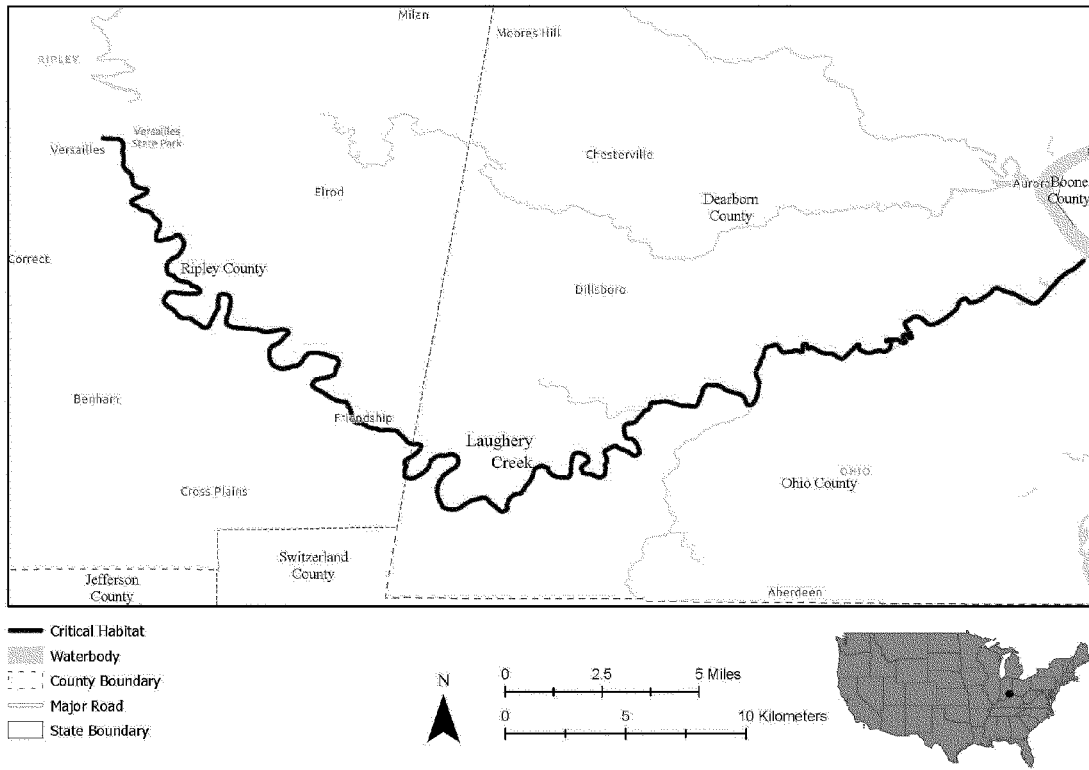 Milan
Moores Hill
RIPLEY
Versailles
State Park
Versailles
Chesterville
Aurora
Boone
County
Elrod
Dearborn
County
Correct
Ripley County
Dillsboro
Benham
Friendship
Laughery
Creek
OHIO
Ohio County
Cross Plains
Switzerland
County
Jefferson
County
Aberdeen
Critical Habitat
Waterbody
County Boundary
Major Road
State Boundary
N
0 2.5 5 Miles
0 5 10 Kilometers